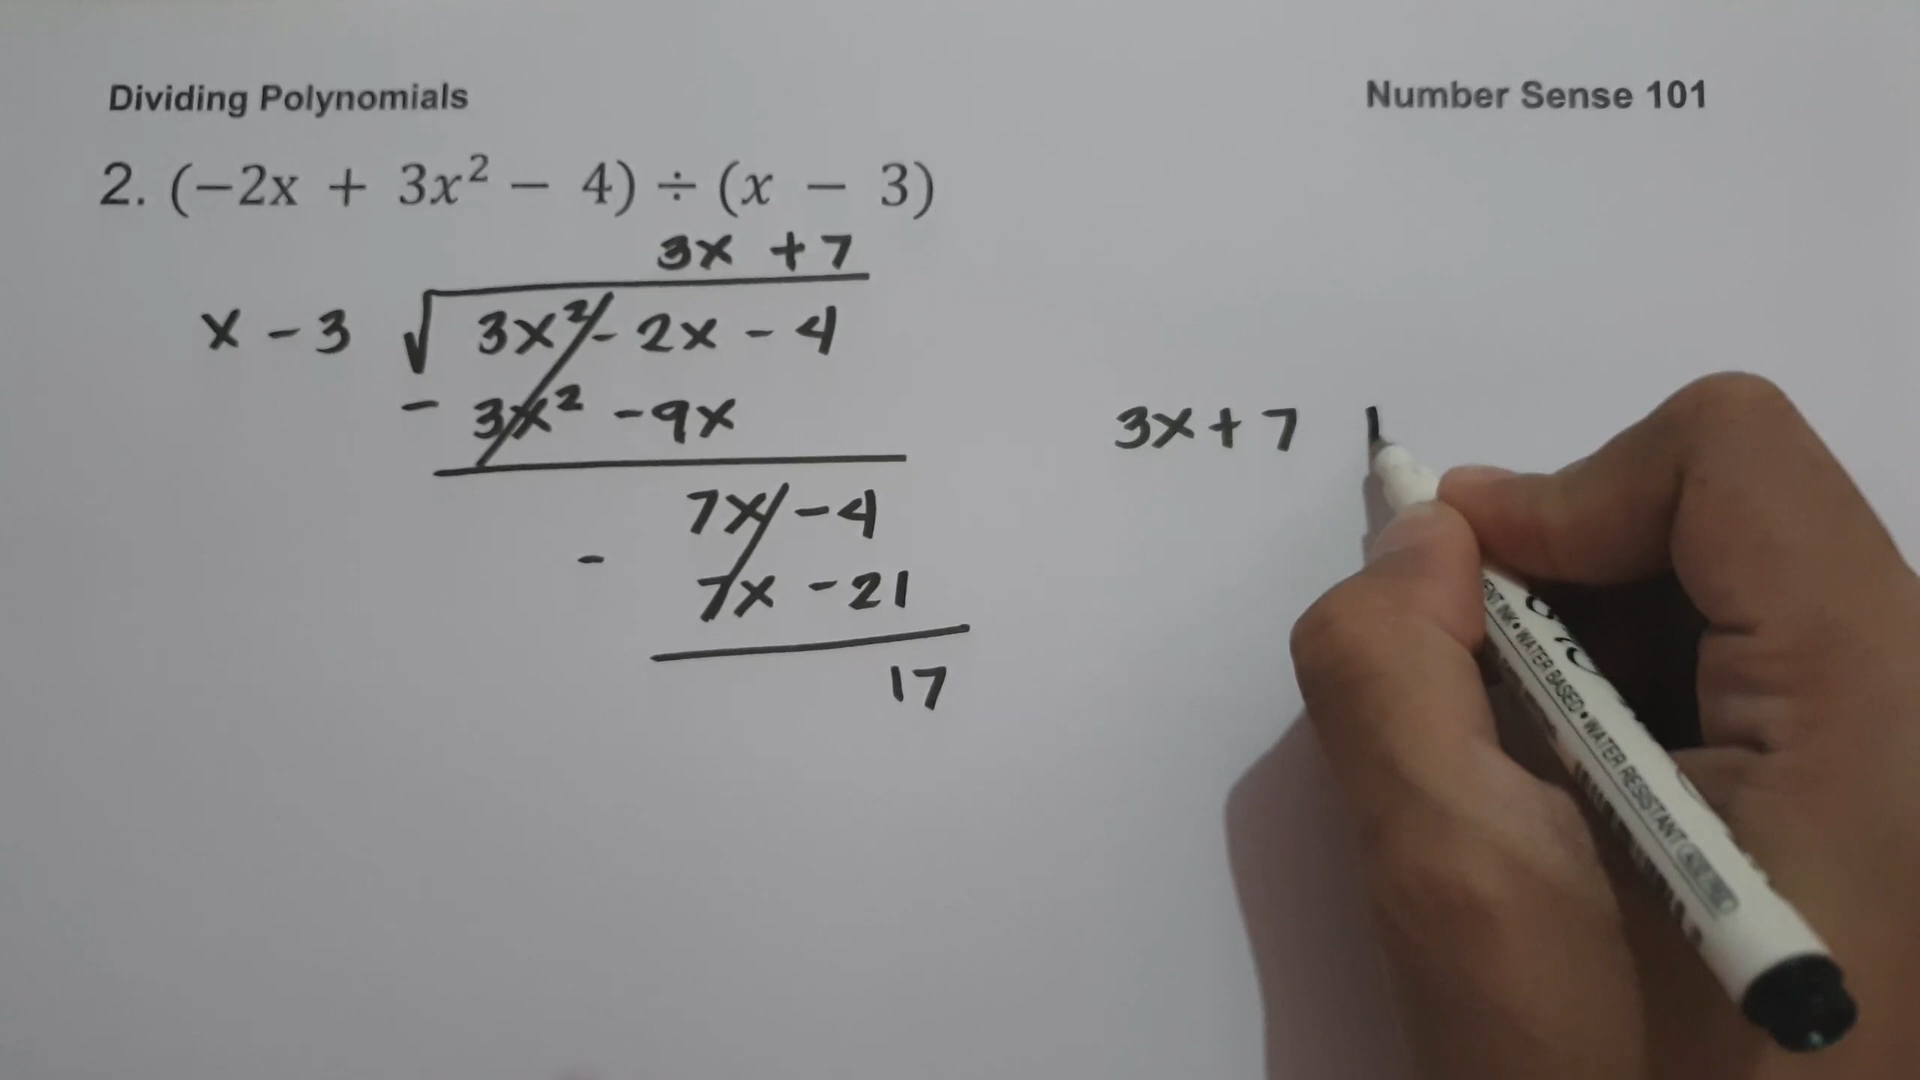 Dividing Polynomials
Number Sense 101
2. (−2x + 3x² − 4) ÷ (x − 3)
3x + 7
x - 3 √ 3x² - 2x - 4
- 3x² - 9x
3x + 7
7x - 4
- 7x - 21
17
WATER BASED • WATER RESISTANT